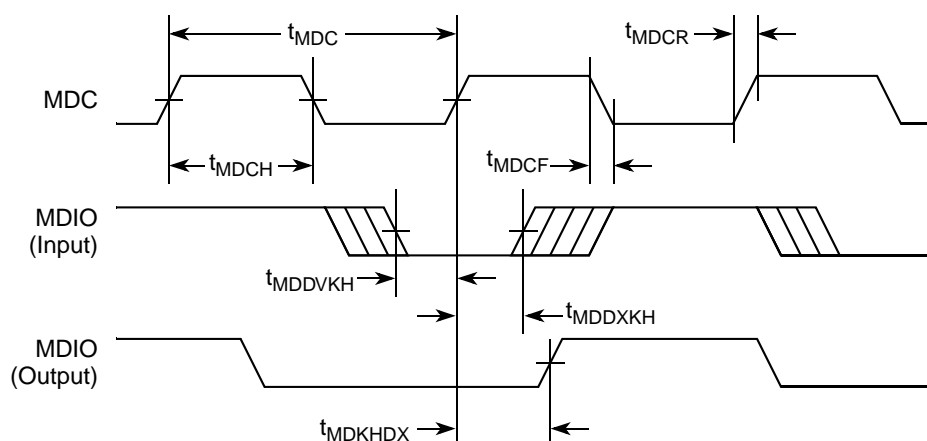 tMDC
tMDCR
MDC
tMDCH
tMDCF
MDIO
(Input)
tMDDVKH
tMDDXKH
MDIO
(Output)
tMDKHDX